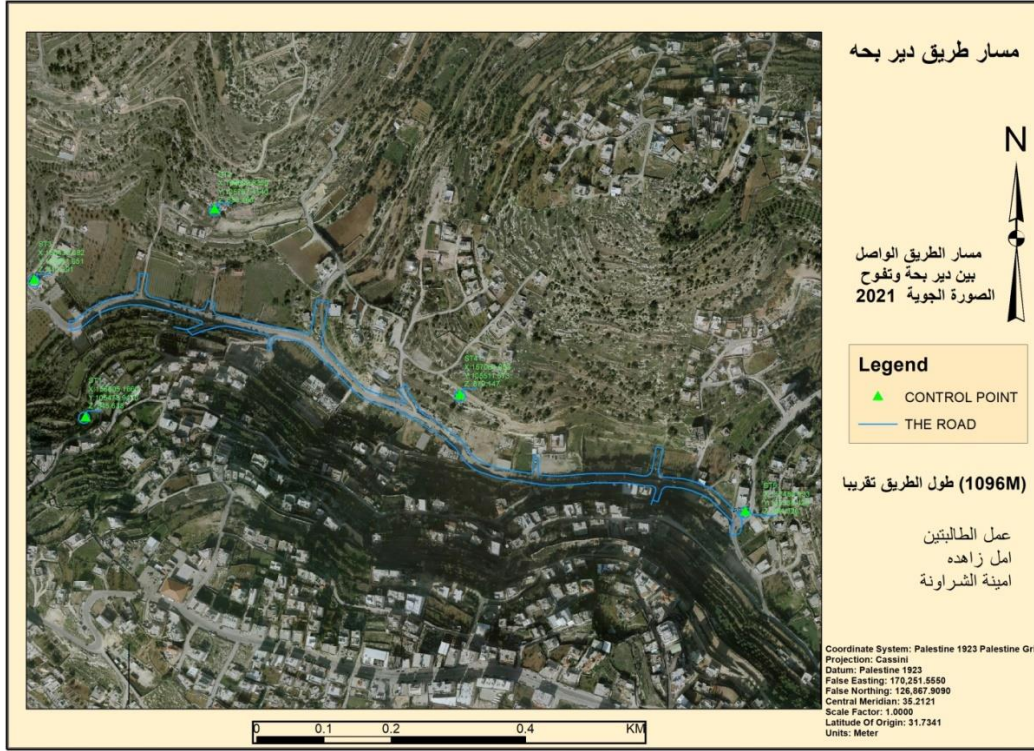 مسار طريق دير بحه
N
مسار الطريق الواصل
بين دير بحة وتفوح
الصورة الجوية 2021
Legend
CONTROL POINT
THE ROAD
(1096M) طول الطريق تقريبا
عمل الطالبتين
امل زاهده
امينة الشراونة
Coordinate System: Palestine 1923 Palestine Gri
Projection: Cassini
Datum: Palestine 1923
False Easting: 170,251.5550
False Northing: 126,867.9090
Central Meridian: 35.2121
Scale Factor: 1.0000
Latitude Of Origin: 31.7341
Units: Meter
0 0.1 0.2 0.4 KM